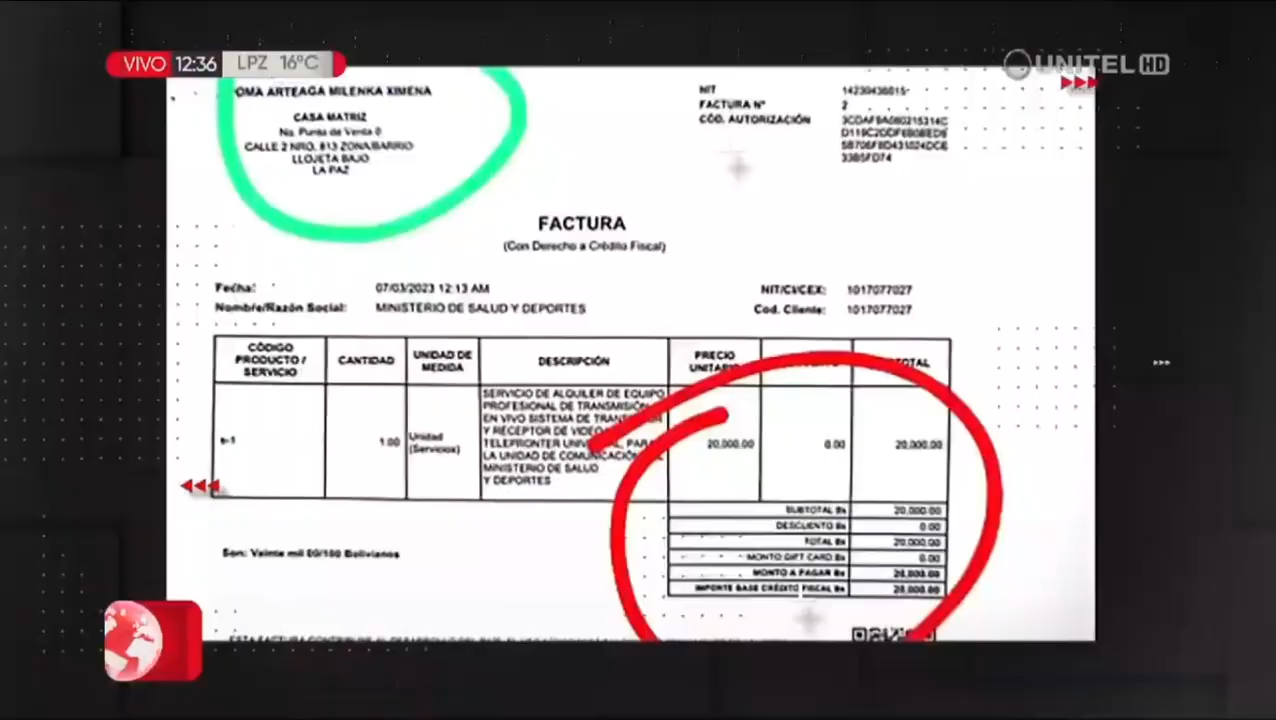 VIVO 12:36 LPZ 16°C
UNITEL HD
OMA ARTEAGA MILENKA XIMENA
CASA MATRIZ
No. Punto de Venta 0
CALLE 2 NRO. 813 ZONA/BARRIO
LLOJETA BAJO
LA PAZ
NIT
FACTURA N° 2
CÓD. AUTORIZACIÓN
FACTURA
(Con Derecho a Crédito Fiscal)
Fecha: 07/03/2023 12:13 AM
NIT/CI/CEX: 1017077027
Nombre/Razón Social: MINISTERIO DE SALUD Y DEPORTES
Cod. Cliente: 1017077027
CÓDIGO PRODUCTO / SERVICIO
CANTIDAD
UNIDAD DE MEDIDA
DESCRIPCIÓN
PRECIO
1.00
Unidad (Servicios)
SERVICIO DE ALQUILER DE EQUIPO
PROFESIONAL DE TRANSMISIÓN
EN VIVO SISTEMA DE
Y RECEPTOR DE VIDEO
TELEPRONTER PARA
LA UNIDAD DE COMUNICACIÓN
MINISTERIO DE SALUD
Y DEPORTES
20,000.00
0.00
20,000.00
SUBTOTAL Bs 20,000.00
DESCUENTO Bs 0.00
TOTAL Bs 20,000.00
MONTO GIFT CARD Bs 0.00
MONTO A PAGAR Bs 20,000.00
IMPORTE BASE CRÉDITO FISCAL Bs 20,000.00
Son: Veinte mil 00/100 Bolivianos